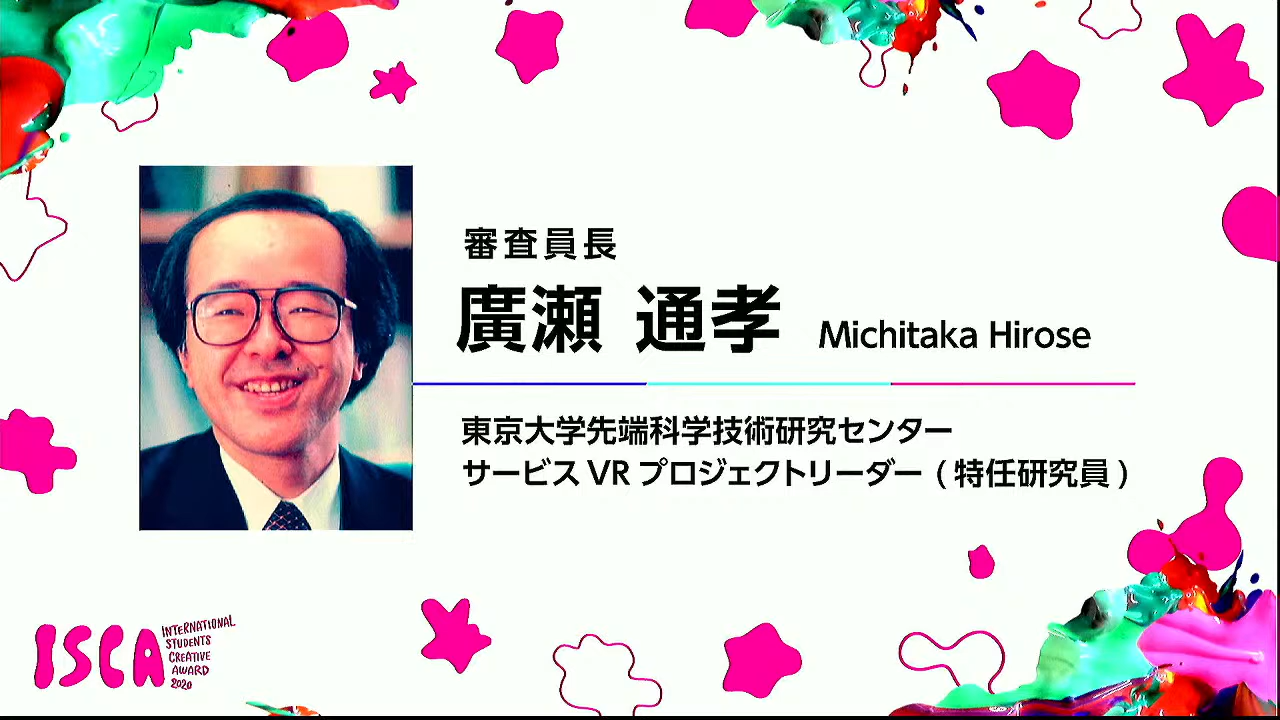 審査員長
廣瀬 通孝 Michitaka Hirose
東京大学先端科学技術研究センター
サービス VR プロジェクトリーダー ( 特任研究員 )
ISCA
INTERNATIONAL
STUDENTS
CREATIVE
AWARD
2020